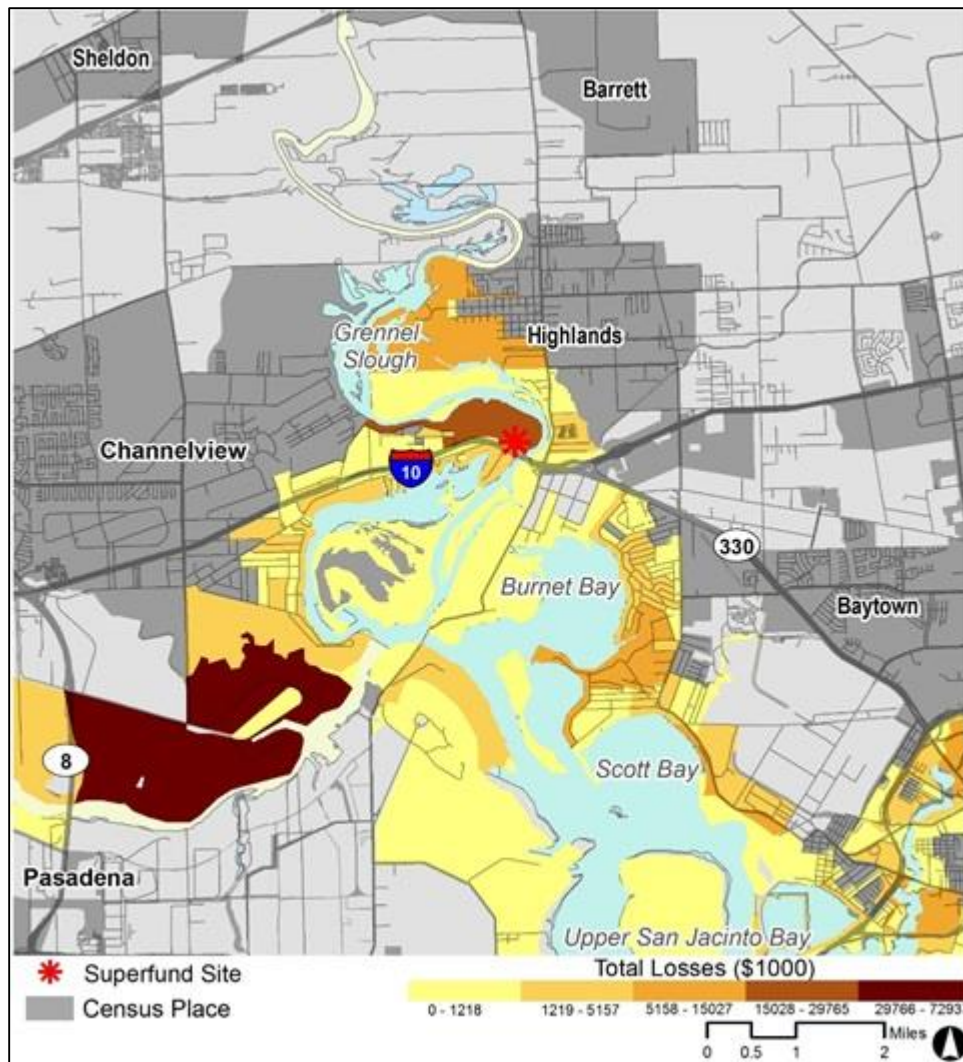 Sheldon
Barrett
Grennel
Slough
Highlands
Channelview
10
330
Burnet Bay
Baytown
Scott Bay
8
Pasadena
Upper San Jacinto Bay
Superfund Site
Census Place
Total Losses ($1000)
0 - 1218
1219 - 5157
5158 - 15027
15028 - 29765
29766 - 7293
Miles
0 0.5 1 2